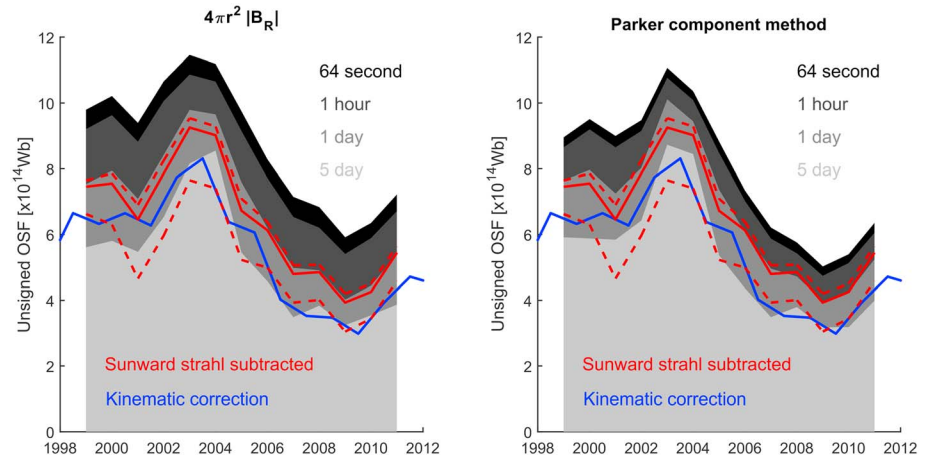 4πr² |B_R|
Unsigned OSF [x10¹⁴Wb]
12
10
8
6
4
2
0
64 second
1 hour
1 day
5 day
Sunward strahl subtracted
Kinematic correction
1998 2000 2002 2004 2006 2008 2010 2012
Parker component method
Unsigned OSF [x10¹⁴Wb]
12
10
8
6
4
2
0
64 second
1 hour
1 day
5 day
Sunward strahl subtracted
Kinematic correction
1998 2000 2002 2004 2006 2008 2010 2012